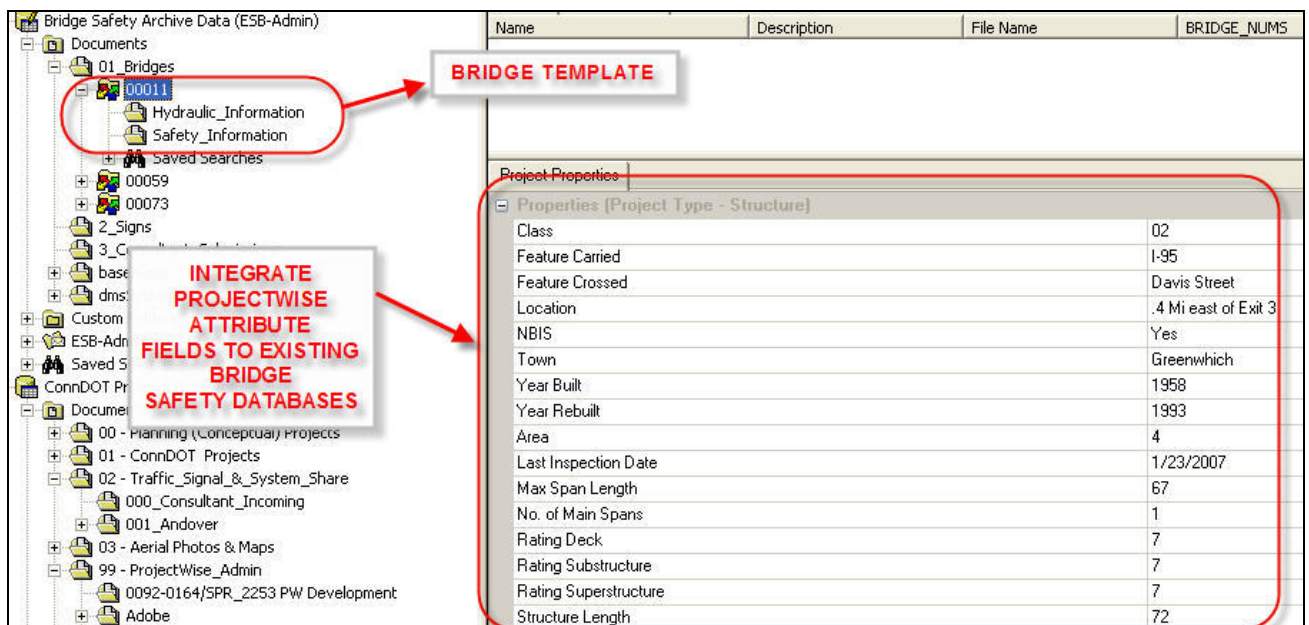 Bridge Safety Archive Data (ESB-Admin)
Documents
01_Bridges
00011
Hydraulic_Information
Safety_Information
Saved Searches
00059
00073
2_Signs
base
dms
Custom
ESB-Adm
Saved S
ConnDOT Pr
Docume
00 - Planning (Conceptual) Projects
01 - ConnDOT Projects
02 - Traffic_Signal_&_System_Share
000_Consultant_Incoming
001_Andover
03 - Aerial Photos & Maps
99 - ProjectWise_Admin
0092-0164/SPR_2253 PW Development
Adobe
BRIDGE TEMPLATE
INTEGRATE
PROJECTWISE
ATTRIBUTE
FIELDS TO EXISTING
BRIDGE
SAFETY DATABASES
Name Description File Name BRIDGE_NUMS
Project Properties
Properties (Project Type - Structure)
Class 02
Feature Carried I-95
Feature Crossed Davis Street
Location .4 Mi east of Exit 3
NBIS Yes
Town Greenwhich
Year Built 1958
Year Rebuilt 1993
Area 4
Last Inspection Date 1/23/2007
Max Span Length 67
No. of Main Spans 1
Rating Deck 7
Rating Substructure 7
Rating Superstructure 7
Structure Length 72